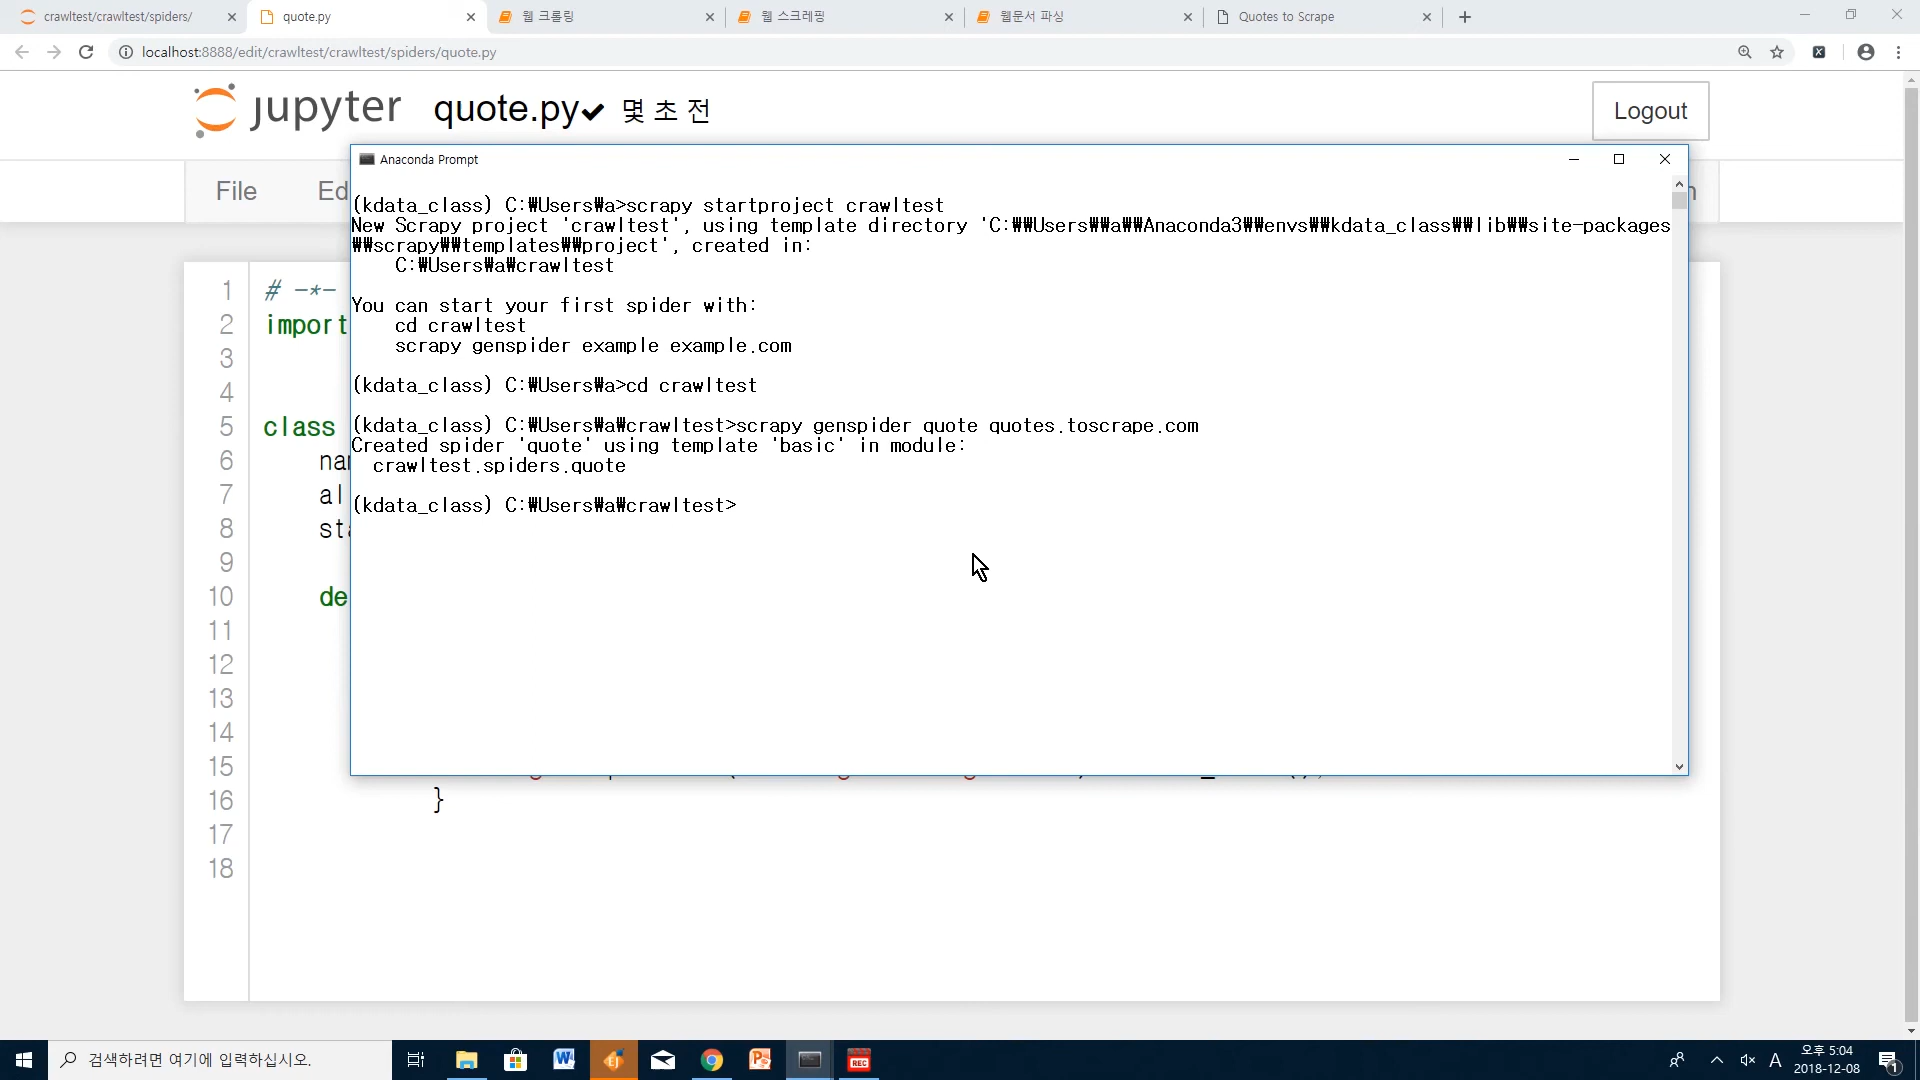 crawltest/crawltest/spiders/
quote.py
웹 크롤링
웹 스크레핑
웹문서 파싱
Quotes to Scrape
localhost:8888/edit/crawltest/crawltest/spiders/quote.py
jupyter quote.py✔ 몇 초 전
Logout
Anaconda Prompt
File
(kdata_class) C:₩Users₩a>scrapy startproject crawltest
New Scrapy project 'crawltest', using template directory 'C:₩₩Users₩₩a₩₩Anaconda3₩₩envs₩₩kdata_class₩₩lib₩₩site-packages
₩₩scrapy₩₩templates₩₩project', created in:
C:₩Users₩a₩crawltest
You can start your first spider with:
cd crawltest
scrapy genspider example example.com
(kdata_class) C:₩Users₩a>cd crawltest
(kdata_class) C:₩Users₩a₩crawltest>scrapy genspider quote quotes.toscrape.com
Created spider 'quote' using template 'basic' in module:
crawltest.spiders.quote
(kdata_class) C:₩Users₩a₩crawltest>
1 # -*-
2 import
3
4
5 class
6
7
8
9
10
11
12
13
14
15
16 }
17
18
검색하려면 여기에 입력하십시오.
REC
A
오후 5:04
2018-12-08
1